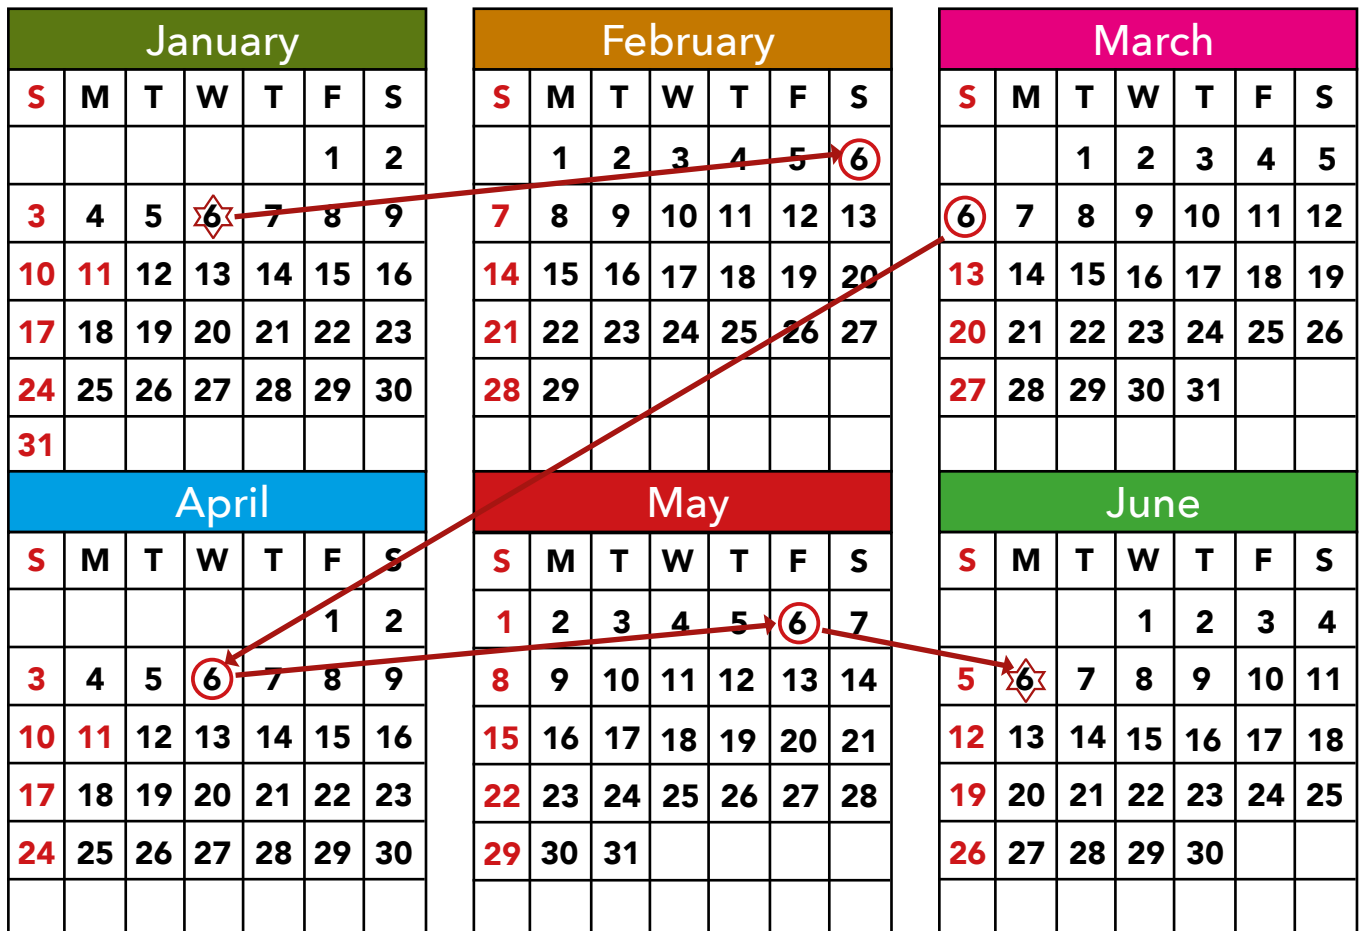 January
S M T W T F S
1 2
3 4 5 6 7 8 9
10 11 12 13 14 15 16
17 18 19 20 21 22 23
24 25 26 27 28 29 30
31
February
S M T W T F S
1 2 3 4 5 6
7 8 9 10 11 12 13
14 15 16 17 18 19 20
21 22 23 24 25 26 27
28 29
March
S M T W T F S
1 2 3 4 5
6 7 8 9 10 11 12
13 14 15 16 17 18 19
20 21 22 23 24 25 26
27 28 29 30 31
April
S M T W T F S
1 2
3 4 5 6 7 8 9
10 11 12 13 14 15 16
17 18 19 20 21 22 23
24 25 26 27 28 29 30
May
S M T W T F S
1 2 3 4 5 6 7
8 9 10 11 12 13 14
15 16 17 18 19 20 21
22 23 24 25 26 27 28
29 30 31
June
S M T W T F S
1 2 3 4
5 6 7 8 9 10 11
12 13 14 15 16 17 18
19 20 21 22 23 24 25
26 27 28 29 30